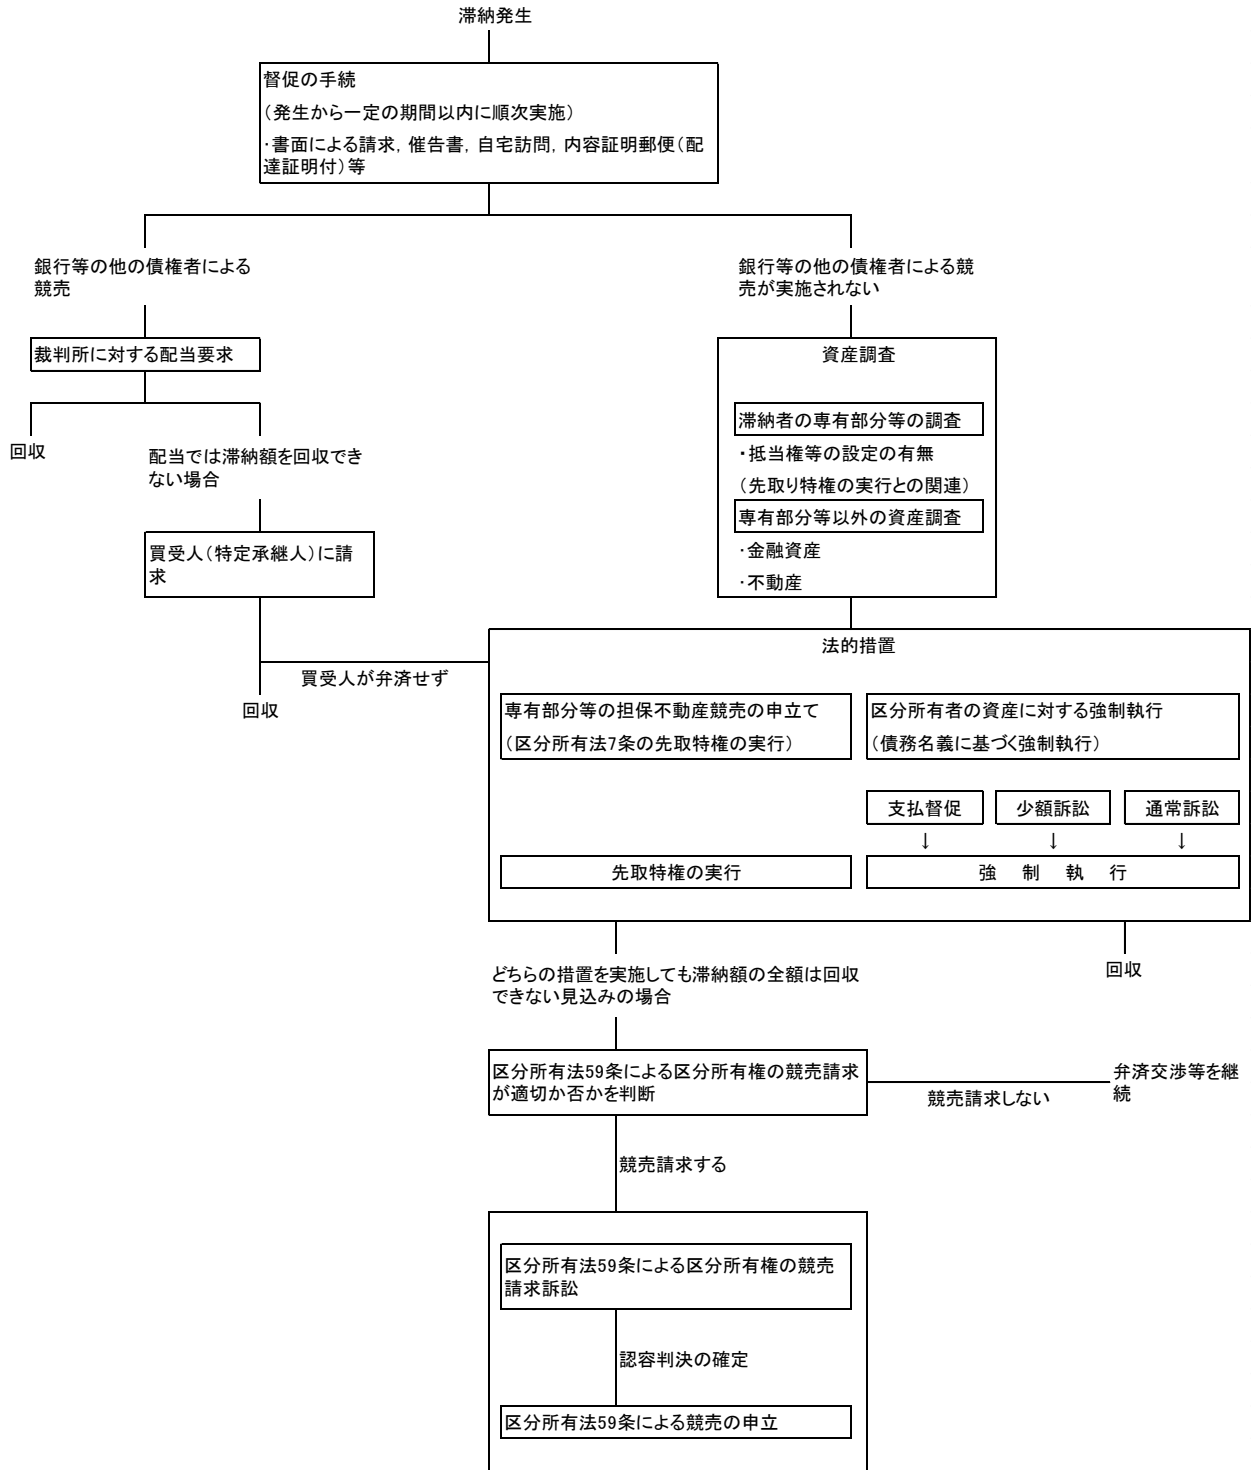 滞納発生
督促の手続
（発生から一定の期間以内に順次実施）
・書面による請求，催告書，自宅訪問，内容証明郵便（配
達証明付）等
銀行等の他の債権者による
競売
銀行等の他の債権者による競
売が実施されない
裁判所に対する配当要求
回収
配当では滞納額を回収でき
ない場合
買受人（特定承継人）に請
求
資産調査
滞納者の専有部分等の調査
・抵当権等の設定の有無
（先取り特権の実行との関連）
専有部分等以外の資産調査
・金融資産
・不動産
買受人が弁済せず
回収
法的措置
専有部分等の担保不動産競売の申立て
（区分所有法7条の先取特権の実行）
区分所有者の資産に対する強制執行
（債務名義に基づく強制執行）
支払督促
少額訴訟
通常訴訟
↓ ↓ ↓
先取特権の実行
強 制 執 行
回収
どちらの措置を実施しても滞納額の全額は回収
できない見込みの場合
区分所有法59条による区分所有権の競売請求
が適切か否かを判断
競売請求しない
弁済交渉等を継
続
競売請求する
区分所有法59条による区分所有権の競売
請求訴訟
認容判決の確定
区分所有法59条による競売の申立